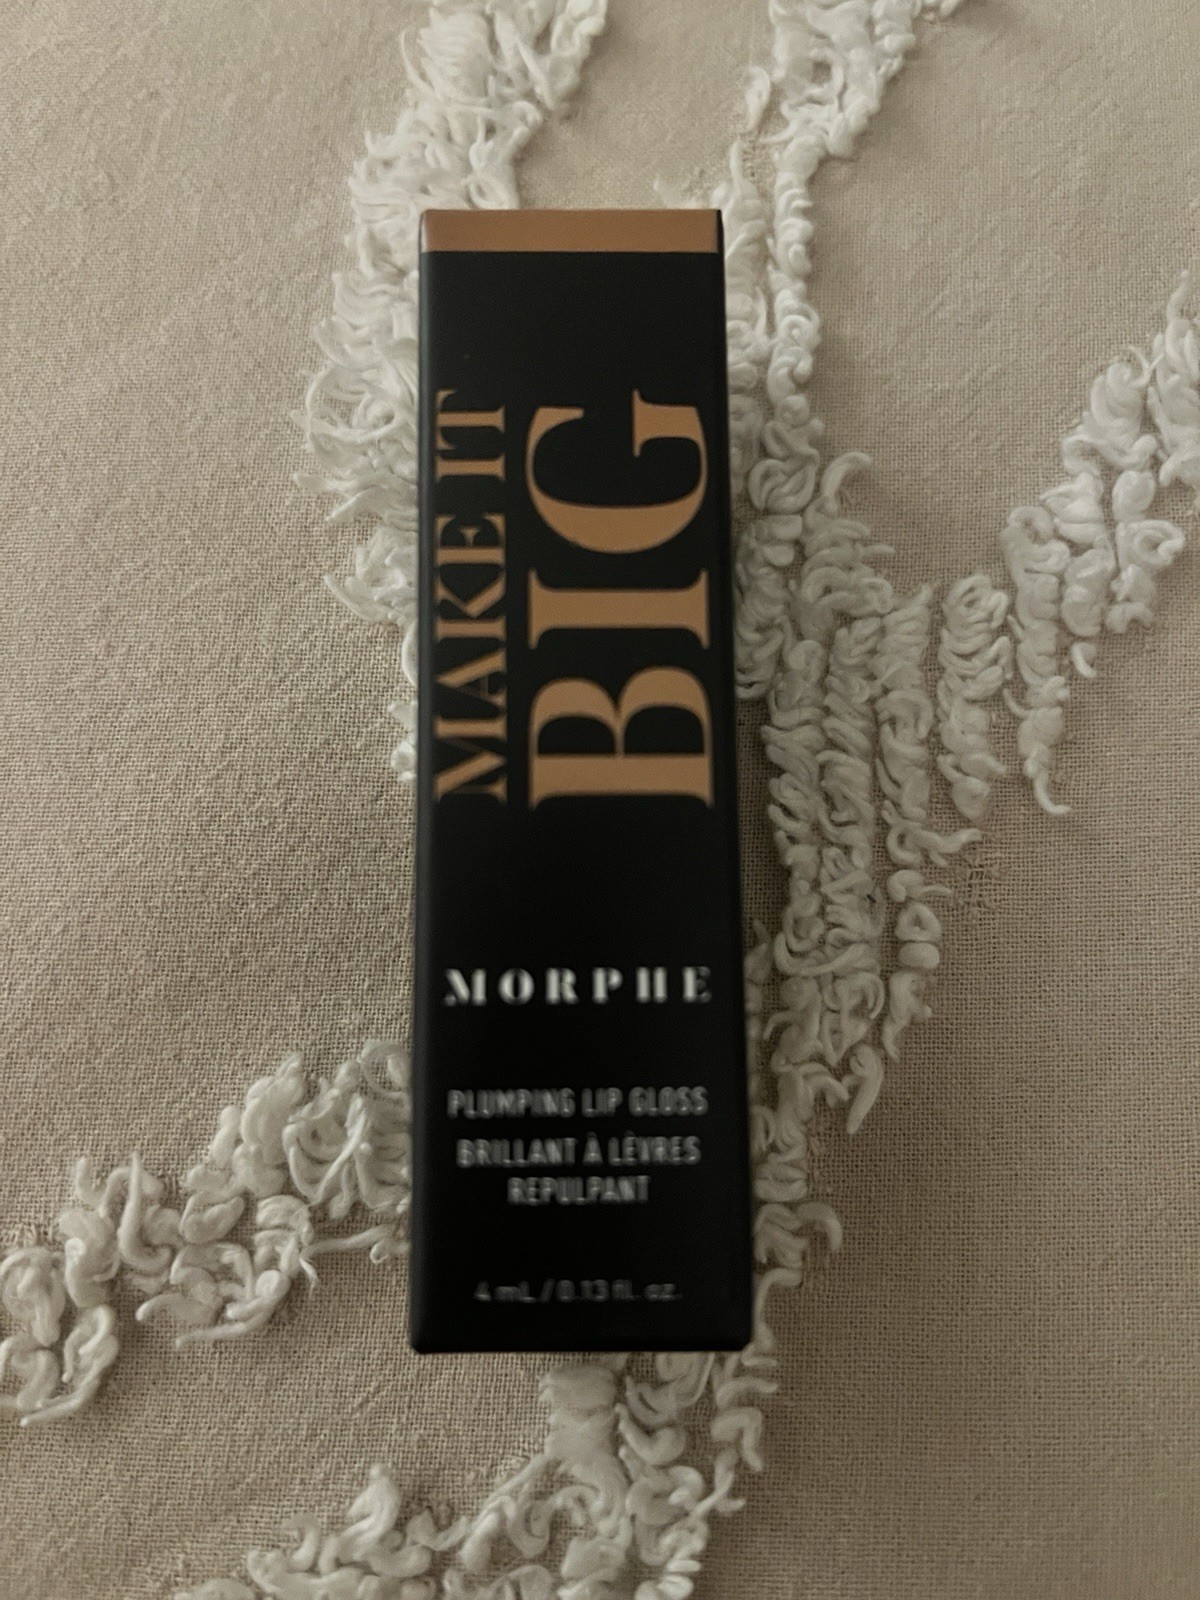 MAKE IT
BIG
MORPHE
PLUMPING LIP GLOSS
BRILLANT À LÈVRES
REPULPANT
4 mL / 0.13 fl. oz.